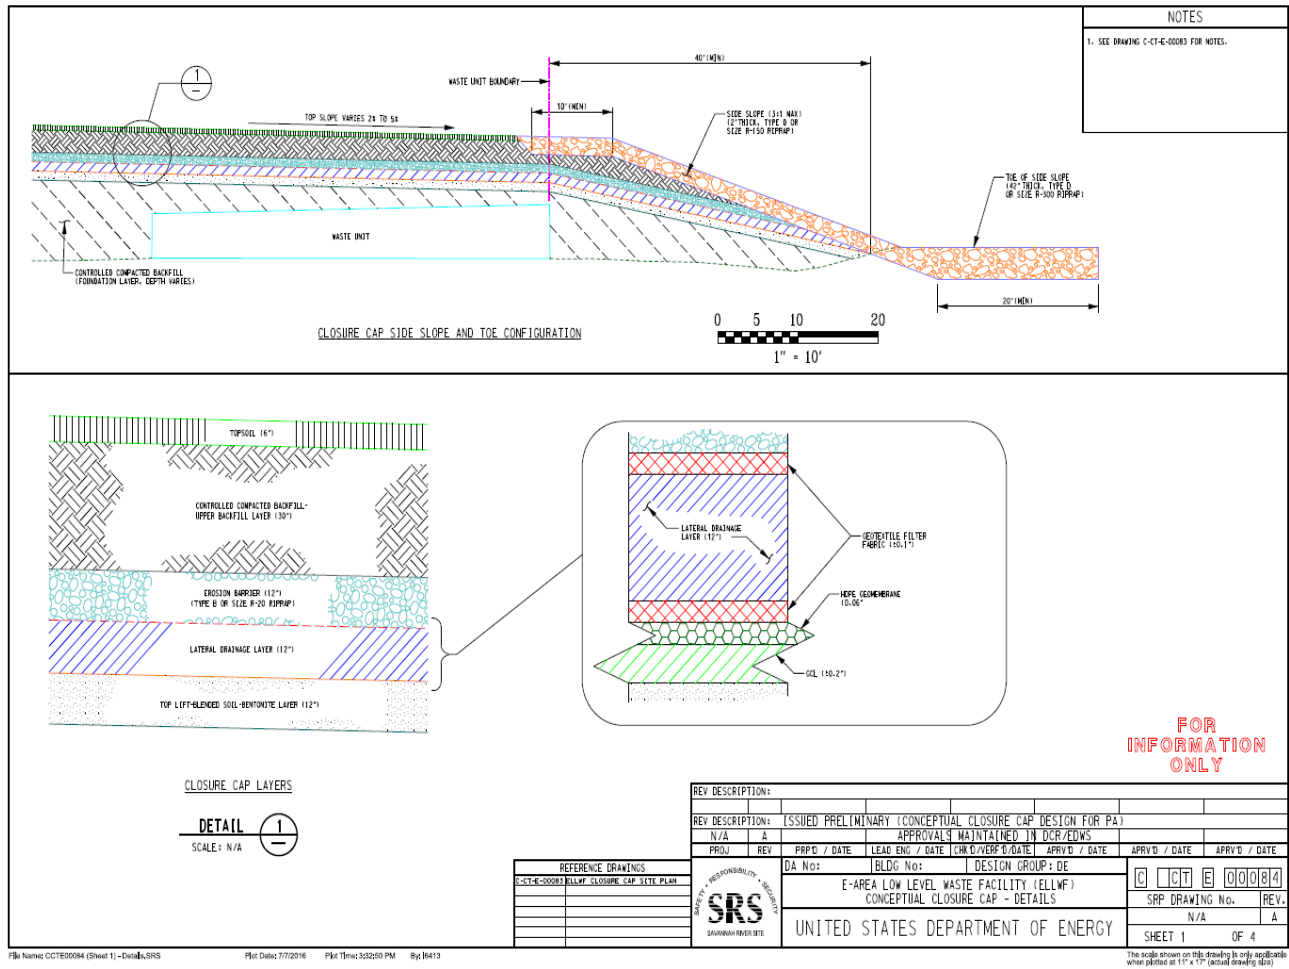 NOTES
1. SEE DRAWING C-CT-E-00083 FOR NOTES.
40'(MIN)
1
WASTE UNIT BOUNDARY
10'(MIN)
TOP SLOPE VARIES 2% TO 5%
SIDE SLOPE (3:1 MAX)
(2' THICK, TYPE D OR
SIZE R-150 RIPRAP)
TOE OF SIDE SLOPE
(42" THICK, TYPE D
OR SIZE R-300 RIPRAP)
WASTE UNIT
CONTROLLED COMPACTED BACKFILL
(FOUNDATION LAYER, DEPTH VARIES)
20'(MIN)
CLOSURE CAP SIDE SLOPE AND TOE CONFIGURATION
0 5 10 20
1" = 10'
TOPSOIL (6")
CONTROLLED COMPACTED BACKFILL-
UPPER BACKFILL LAYER (30")
EROSION BARRIER (12")
(TYPE B OR SIZE R-20 RIPRAP)
LATERAL DRAINAGE LAYER (12")
TOP LIFT-BLENDED SOIL-BENTONITE LAYER (12")
LATERAL DRAINAGE
LAYER (12")
GEOTEXTILE FILTER
FABRIC (±0.1")
HDPE GEOMEMBRANE
(0.06"
GCL (±0.2")
CLOSURE CAP LAYERS
DETAIL 1
SCALE: N/A
FOR
INFORMATION
ONLY
REV DESCRIPTION:
REV DESCRIPTION: ISSUED PRELIMINARY (CONCEPTUAL CLOSURE CAP DESIGN FOR PA)
N/A A APPROVALS MAINTAINED IN DCR/EDWS
PROJ REV PRP'D / DATE LEAD ENG / DATE CHK'D/VERF'D/DATE APRV'D / DATE APRV'D / DATE APRV'D / DATE
REFERENCE DRAWINGS
C-CT-E-00083 ELLWF CLOSURE CAP SITE PLAN
SAFETY • RESPONSIBILITY • SECURITY
SRS
SAVANNAH RIVER SITE
DA No: BLDG No: DESIGN GROUP: DE
E-AREA LOW LEVEL WASTE FACILITY (ELLWF)
CONCEPTUAL CLOSURE CAP - DETAILS
UNITED STATES DEPARTMENT OF ENERGY
C CT E 00084
SRP DRAWING No. REV.
N/A A
SHEET 1 OF 4
File Name: CCTE00084 (Sheet 1) - Details.SRS Plot Date: 7/7/2016 Plot Time: 3:32:50 PM By: l6413
The scale shown on this drawing is only applicable
when plotted at 11" x 17" (actual drawing size)